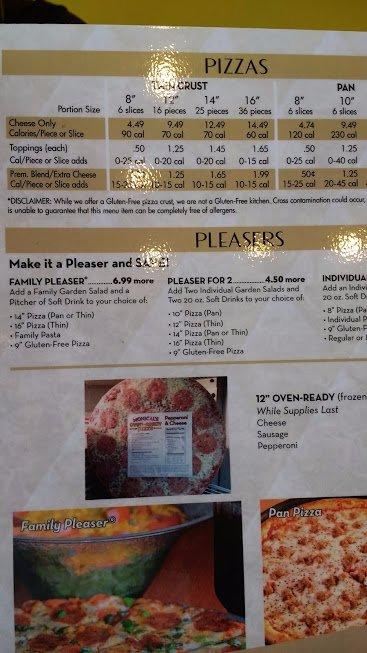 PIZZAS
THIN CRUST PAN
8" 12" 14" 16" 8" 10"
Portion Size 6 slices 16 pieces 25 pieces 36 pieces 6 slices 6 slices
Cheese Only 4.49 9.49 12.49 14.49 4.74 9.49
Calories/Piece or Slice 90 cal 70 cal 70 cal 60 cal 120 cal 230 cal
Toppings (each) .50 1.25 1.45 1.65 .50 1.25
Cal/Piece or Slice adds 0-25 cal 0-20 cal 0-20 cal 0-15 cal 0-25 cal 0-40 cal
Prem. Blend/Extra Cheese 1.25 1.65 1.99 50¢ 1.25
Cal/Piece or Slice adds 10-15 cal 10-15 cal 10-15 cal 15-25 cal 20-45 cal
*DISCLAIMER: While we offer a Gluten-Free pizza crust, we are not a Gluten-Free kitchen. Cross contamination could occur,
is unable to guarantee that this menu item can be completely free of allergens.
PLEASERS
Make it a Pleaser and SAVE!
FAMILY PLEASER®..........6.99 more
Add a Family Garden Salad and a
Pitcher of Soft Drink to your choice of:
• 14" Pizza (Pan or Thin)
• 16" Pizza (Thin)
• Family Pasta
• 9" Gluten-Free Pizza
PLEASER FOR 2..............4.50 more
Add Two Individual Garden Salads and
Two 20 oz. Soft Drinks to your choice of:
• 10" Pizza (Pan)
• 12" Pizza (Thin)
• 14" Pizza (Pan or Thin)
• 16" Pizza (Thin)
• 9" Gluten-Free Pizza
INDIVIDUA
Add an Indivi
20 oz. Soft D
• 8" Pizza (Pa
• Individual P
• 9" Gluten-F
• Regular or
12" OVEN-READY (frozen
While Supplies Last
Cheese
Sausage
Pepperoni
MONICAL'S
OVEN-READY
PIZZA
Pepperoni
& Cheese
Family Pleaser®
Pan Pizza